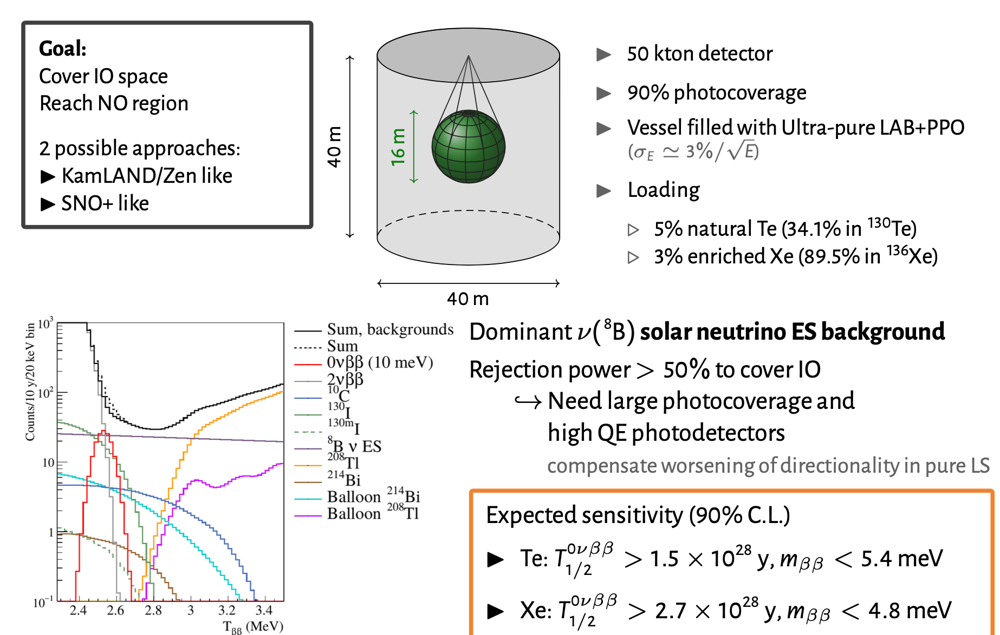 Goal:
Cover IO space
Reach NO region
2 possible approaches:
▶ KamLAND/Zen like
▶ SNO+ like
40 m
16 m
40 m
▶ 50 kton detector
▶ 90% photocoverage
▶ Vessel filled with Ultra-pure LAB+PPO
(σ_E ≃ 3%/√E)
▶ Loading
▷ 5% natural Te (34.1% in ¹³⁰Te)
▷ 3% enriched Xe (89.5% in ¹³⁶Xe)
Counts/10 y/20 keV bin
10³
10²
10
1
10⁻¹
2.4 2.6 2.8 3 3.2 3.4
T_ββ (MeV)
Sum, backgrounds
Sum
0νββ (10 meV)
2νββ
¹⁰C
¹³⁰I
¹³⁰ᵐI
⁸B ν ES
²⁰⁸Tl
²¹⁴Bi
Balloon ²¹⁴Bi
Balloon ²⁰⁸Tl
Dominant ν(⁸B) solar neutrino ES background
Rejection power > 50% to cover IO
↪ Need large photocoverage and
high QE photodetectors
compensate worsening of directionality in pure LS
Expected sensitivity (90% C.L.)
▶ Te: T_{1/2}^{0νββ} > 1.5 × 10²⁸ y, m_ββ < 5.4 meV
▶ Xe: T_{1/2}^{0νββ} > 2.7 × 10²⁸ y, m_ββ < 4.8 meV